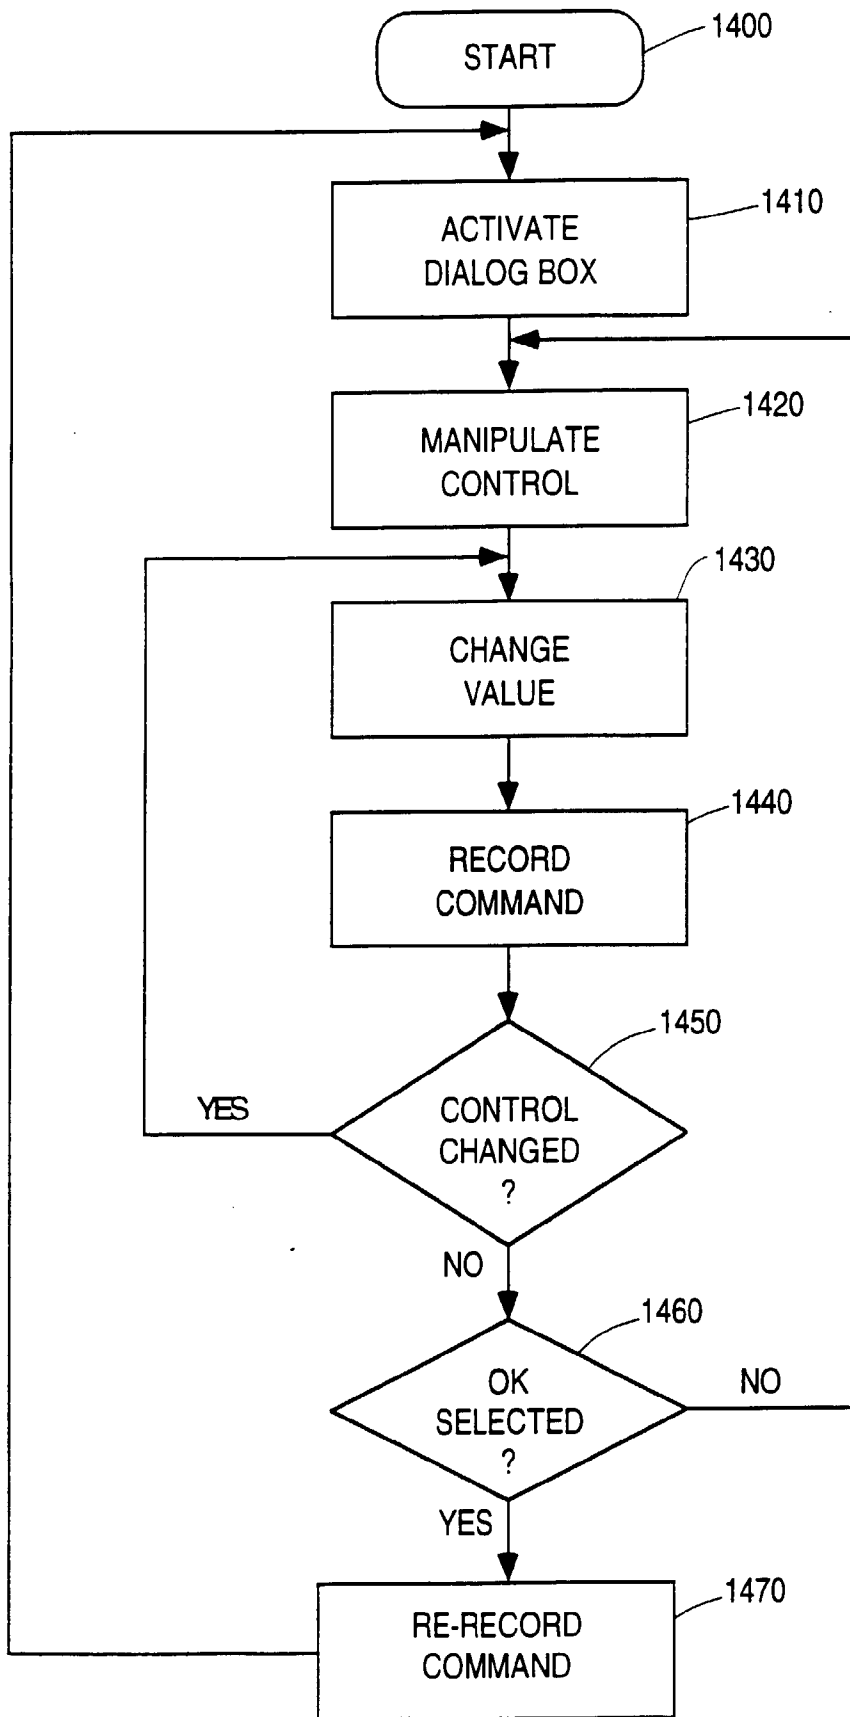 START
1400
ACTIVATE
DIALOG BOX
1410
MANIPULATE
CONTROL
1420
CHANGE
VALUE
1430
RECORD
COMMAND
1440
CONTROL
CHANGED
?
1450
YES
NO
OK
SELECTED
?
1460
NO
YES
RE-RECORD
COMMAND
1470